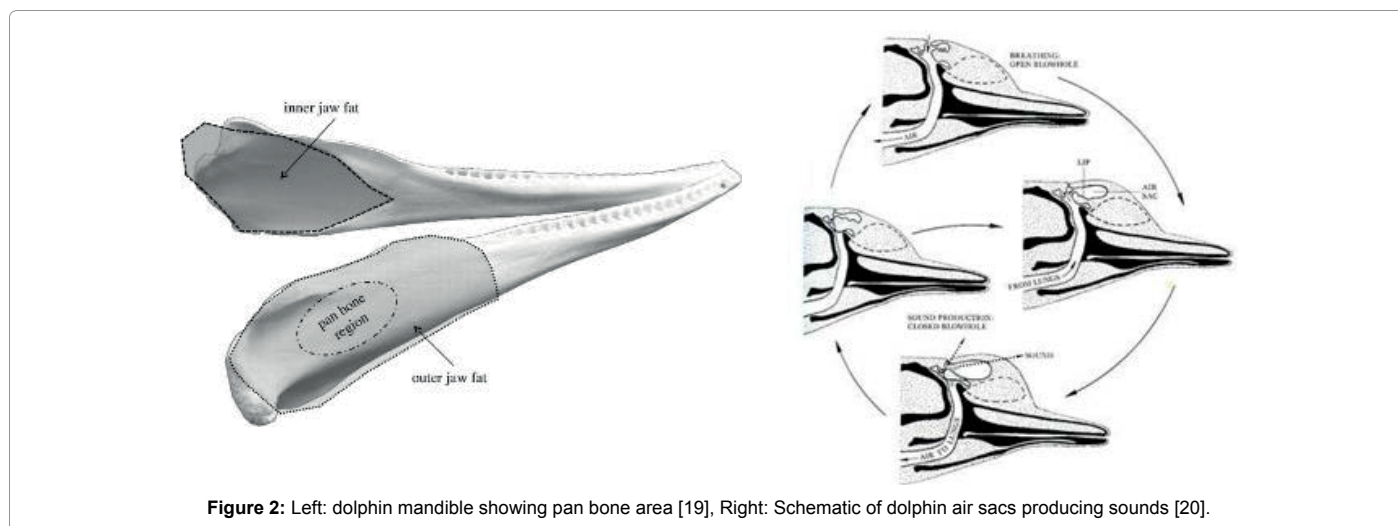 inner jaw fat
pan bone
region
outer jaw fat
BREATHING:
OPEN BLOWHOLE
AIR
LIP
AIR
SAC
FROM LUNGS
SOUND PRODUCTION:
CLOSED BLOWHOLE
SOUND
AIR TO LUNGS
Figure 2: Left: dolphin mandible showing pan bone area [19], Right: Schematic of dolphin air sacs producing sounds [20].